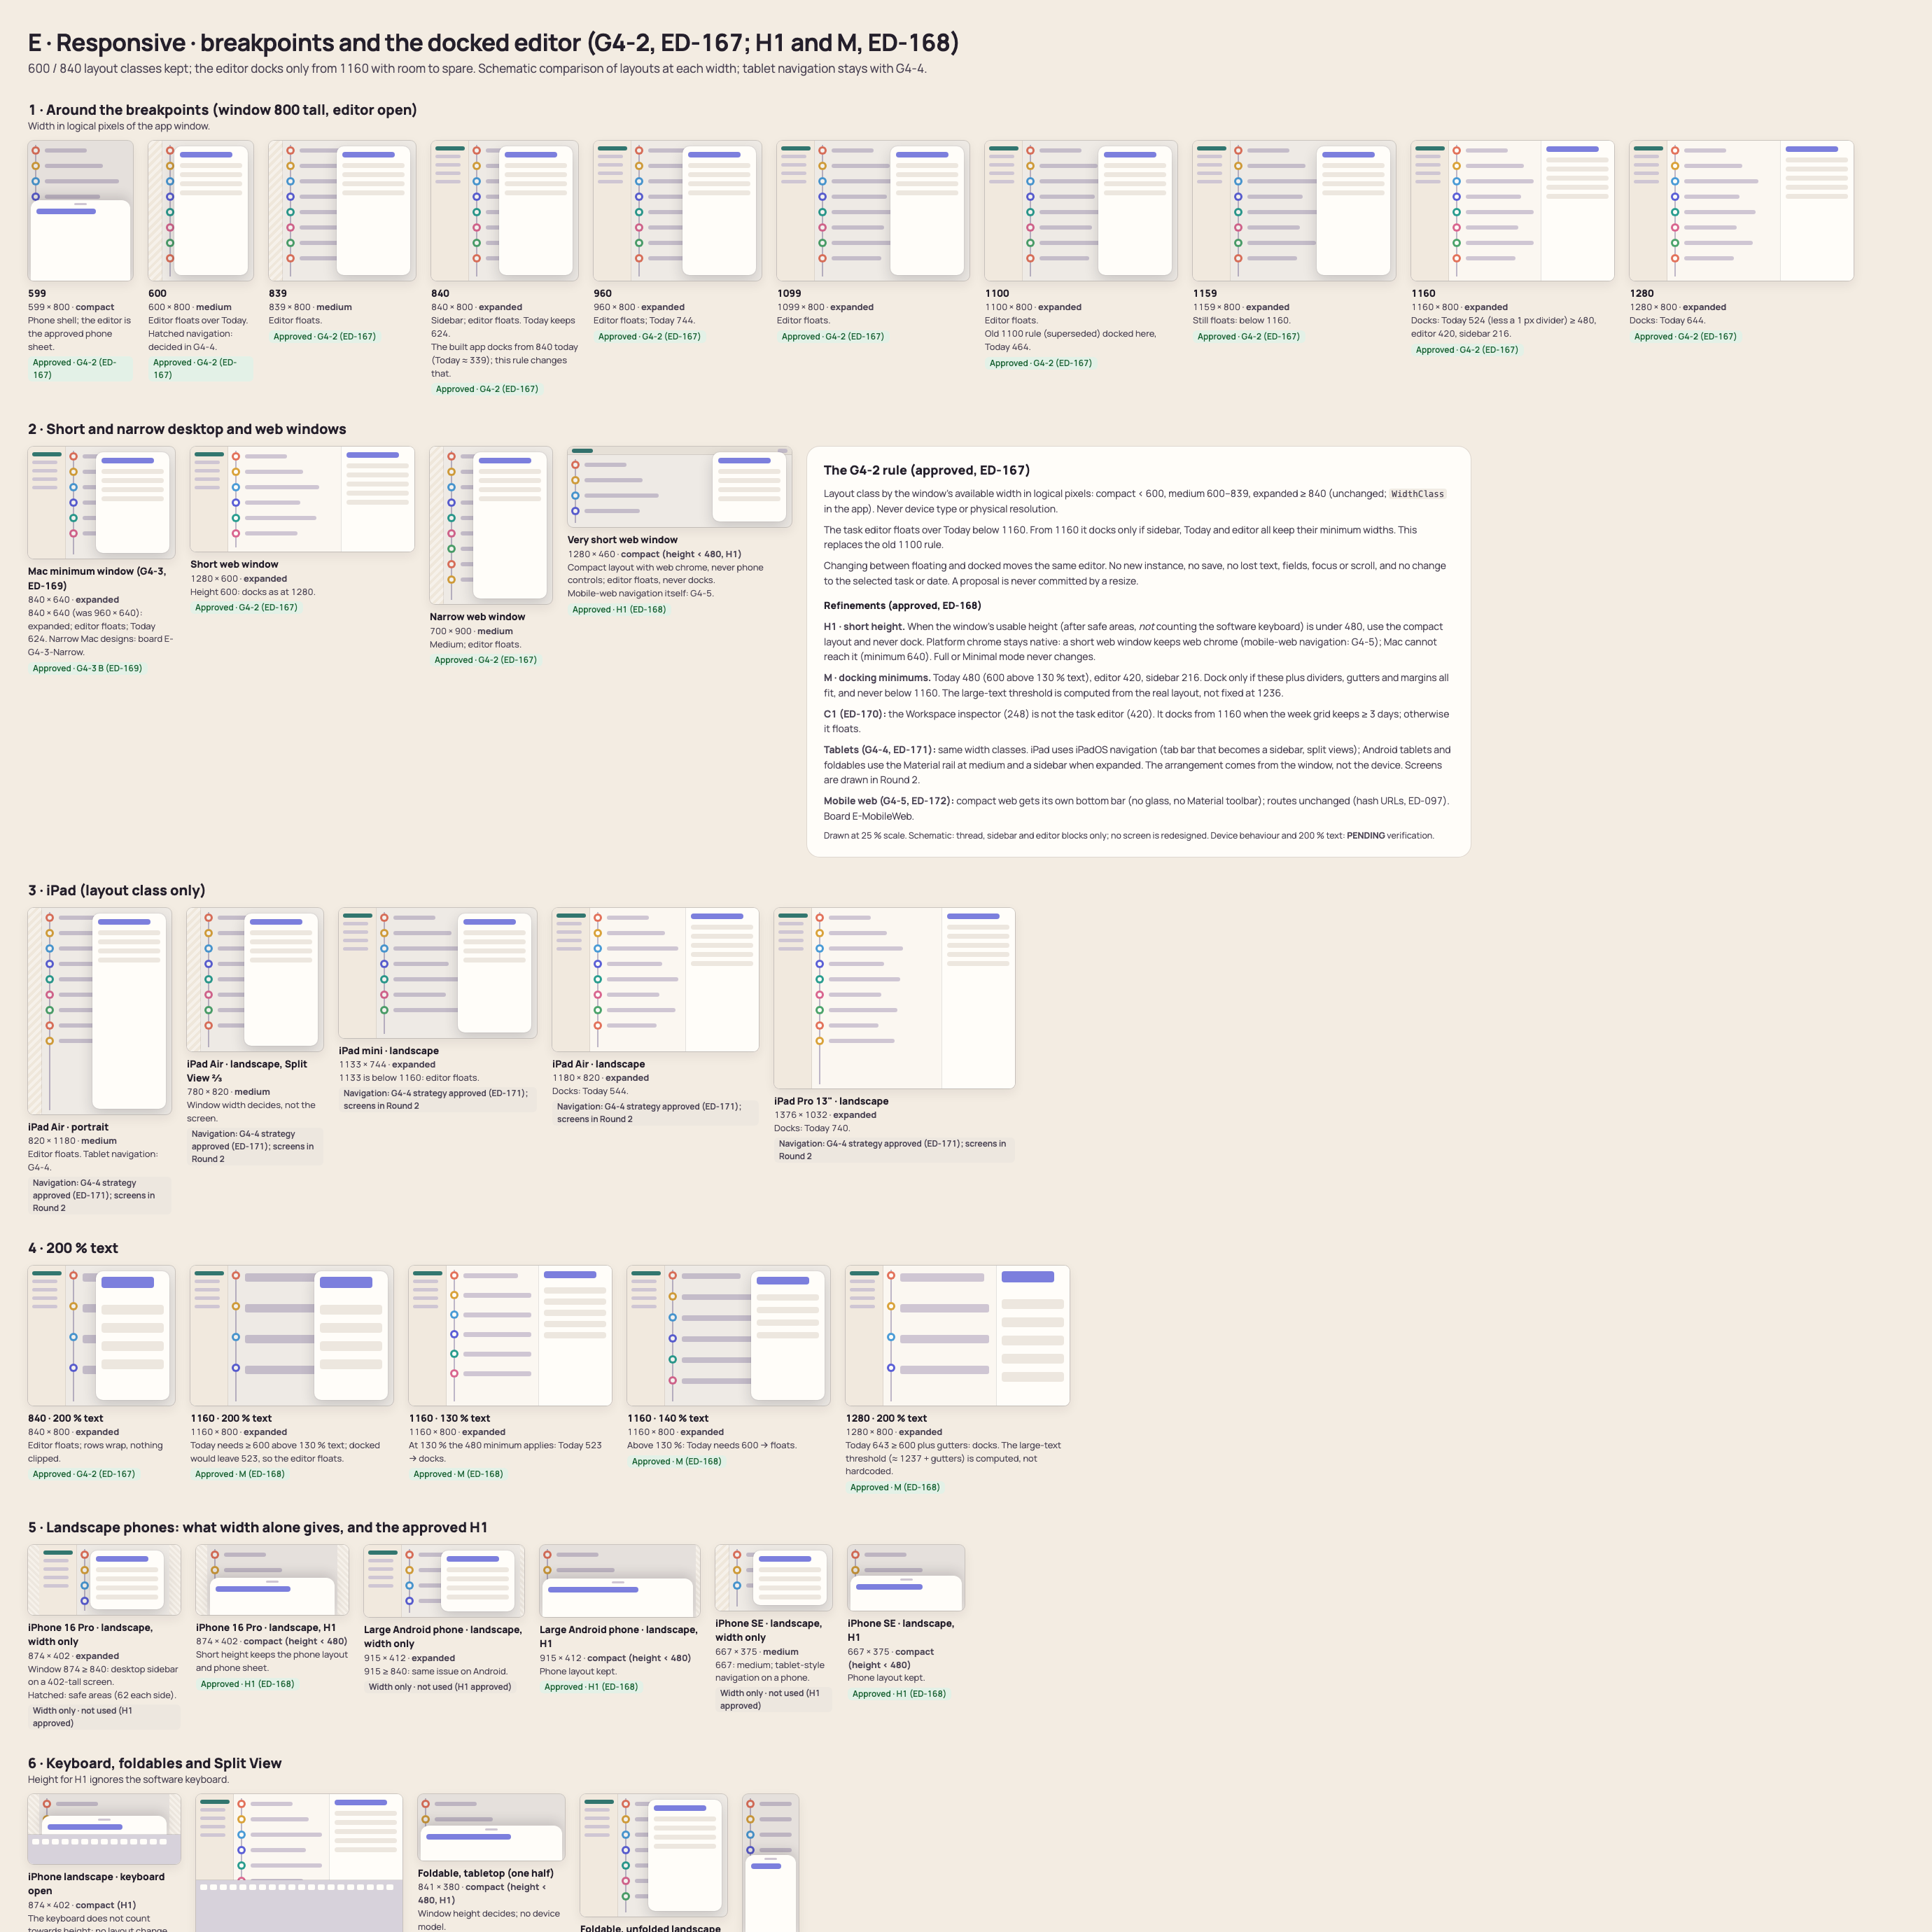 E · Responsive · breakpoints and the docked editor (G4-2, ED-167; H1 and M, ED-168)
600 / 840 layout classes kept; the editor docks only from 1160 with room to spare. Schematic comparison of layouts at each width; tablet navigation stays with G4-4.
1 · Around the breakpoints (window 800 tall, editor open)
Width in logical pixels of the app window.
599
599 × 800 · compact
Phone shell; the editor is
the approved phone
sheet.
Approved · G4-2 (ED-
167)
600
600 × 800 · medium
Editor floats over Today.
Hatched navigation:
decided in G4-4.
Approved · G4-2 (ED-
167)
839
839 × 800 · medium
Editor floats.
Approved · G4-2 (ED-167)
840
840 × 800 · expanded
Sidebar; editor floats. Today keeps
624.
The built app docks from 840 today
(Today ≈ 339); this rule changes
that.
Approved · G4-2 (ED-167)
960
960 × 800 · expanded
Editor floats; Today 744.
Approved · G4-2 (ED-167)
1099
1099 × 800 · expanded
Editor floats.
Approved · G4-2 (ED-167)
1100
1100 × 800 · expanded
Editor floats.
Old 1100 rule (superseded) docked here,
Today 464.
Approved · G4-2 (ED-167)
1159
1159 × 800 · expanded
Still floats: below 1160.
Approved · G4-2 (ED-167)
1160
1160 × 800 · expanded
Docks: Today 524 (less a 1 px divider) ≥ 480,
editor 420, sidebar 216.
Approved · G4-2 (ED-167)
1280
1280 × 800 · expanded
Docks: Today 644.
Approved · G4-2 (ED-167)
2 · Short and narrow desktop and web windows
Mac minimum window (G4-3,
ED-169)
840 × 640 · expanded
840 × 640 (was 960 × 640):
expanded; editor floats; Today
624. Narrow Mac designs: board E-
G4-3-Narrow.
Approved · G4-3 B (ED-169)
Short web window
1280 × 600 · expanded
Height 600: docks as at 1280.
Approved · G4-2 (ED-167)
Narrow web window
700 × 900 · medium
Medium; editor floats.
Approved · G4-2 (ED-167)
Very short web window
1280 × 460 · compact (height < 480, H1)
Compact layout with web chrome, never phone
controls; editor floats, never docks.
Mobile-web navigation itself: G4-5.
Approved · H1 (ED-168)
The G4-2 rule (approved, ED-167)
Layout class by the window's available width in logical pixels: compact < 600, medium 600–839, expanded ≥ 840 (unchanged; WidthClass
in the app). Never device type or physical resolution.
The task editor floats over Today below 1160. From 1160 it docks only if sidebar, Today and editor all keep their minimum widths. This
replaces the old 1100 rule.
Changing between floating and docked moves the same editor. No new instance, no save, no lost text, fields, focus or scroll, and no change
to the selected task or date. A proposal is never committed by a resize.
Refinements (approved, ED-168)
H1 · short height. When the window's usable height (after safe areas, not counting the software keyboard) is under 480, use the compact
layout and never dock. Platform chrome stays native: a short web window keeps web chrome (mobile-web navigation: G4-5); Mac cannot
reach it (minimum 640). Full or Minimal mode never changes.
M · docking minimums. Today 480 (600 above 130 % text), editor 420, sidebar 216. Dock only if these plus dividers, gutters and margins all
fit, and never below 1160. The large-text threshold is computed from the real layout, not fixed at 1236.
C1 (ED-170): the Workspace inspector (248) is not the task editor (420). It docks from 1160 when the week grid keeps ≥ 3 days; otherwise
it floats.
Tablets (G4-4, ED-171): same width classes. iPad uses iPadOS navigation (tab bar that becomes a sidebar, split views); Android tablets and
foldables use the Material rail at medium and a sidebar when expanded. The arrangement comes from the window, not the device. Screens
are drawn in Round 2.
Mobile web (G4-5, ED-172): compact web gets its own bottom bar (no glass, no Material toolbar); routes unchanged (hash URLs, ED-097).
Board E-MobileWeb.
Drawn at 25 % scale. Schematic: thread, sidebar and editor blocks only; no screen is redesigned. Device behaviour and 200 % text: PENDING verification.
3 · iPad (layout class only)
iPad Air · portrait
820 × 1180 · medium
Editor floats. Tablet navigation:
G4-4.
Navigation: G4-4 strategy
approved (ED-171); screens in
Round 2
iPad Air · landscape, Split
View ⅔
780 × 820 · medium
Window width decides, not the
screen.
Navigation: G4-4 strategy
approved (ED-171); screens in
Round 2
iPad mini · landscape
1133 × 744 · expanded
1133 is below 1160: editor floats.
Navigation: G4-4 strategy approved (ED-171);
screens in Round 2
iPad Air · landscape
1180 × 820 · expanded
Docks: Today 544.
Navigation: G4-4 strategy approved (ED-171);
screens in Round 2
iPad Pro 13" · landscape
1376 × 1032 · expanded
Docks: Today 740.
Navigation: G4-4 strategy approved (ED-171); screens in
Round 2
4 · 200 % text
840 · 200 % text
840 × 800 · expanded
Editor floats; rows wrap, nothing
clipped.
Approved · G4-2 (ED-167)
1160 · 200 % text
1160 × 800 · expanded
Today needs ≥ 600 above 130 % text; docked
would leave 523, so the editor floats.
Approved · M (ED-168)
1160 · 130 % text
1160 × 800 · expanded
At 130 % the 480 minimum applies: Today 523
→ docks.
Approved · M (ED-168)
1160 · 140 % text
1160 × 800 · expanded
Above 130 %: Today needs 600 → floats.
Approved · M (ED-168)
1280 · 200 % text
1280 × 800 · expanded
Today 643 ≥ 600 plus gutters: docks. The large-text
threshold (≈ 1237 + gutters) is computed, not
hardcoded.
Approved · M (ED-168)
5 · Landscape phones: what width alone gives, and the approved H1
iPhone 16 Pro · landscape,
width only
874 × 402 · expanded
Window 874 ≥ 840: desktop sidebar
on a 402-tall screen.
Hatched: safe areas (62 each side).
Width only · not used (H1
approved)
iPhone 16 Pro · landscape, H1
874 × 402 · compact (height < 480)
Short height keeps the phone layout
and phone sheet.
Approved · H1 (ED-168)
Large Android phone · landscape,
width only
915 × 412 · expanded
915 ≥ 840: same issue on Android.
Width only · not used (H1 approved)
Large Android phone · landscape,
H1
915 × 412 · compact (height < 480)
Phone layout kept.
Approved · H1 (ED-168)
iPhone SE · landscape,
width only
667 × 375 · medium
667: medium; tablet-style
navigation on a phone.
Width only · not used (H1
approved)
iPhone SE · landscape,
H1
667 × 375 · compact
(height < 480)
Phone layout kept.
Approved · H1 (ED-168)
6 · Keyboard, foldables and Split View
Height for H1 ignores the software keyboard.
iPhone landscape · keyboard
open
874 × 402 · compact (H1)
The keyboard does not count
towards height: no layout change
Foldable, tabletop (one half)
841 × 380 · compact (height <
480, H1)
Window height decides; no device
model.
Foldable, unfolded landscape